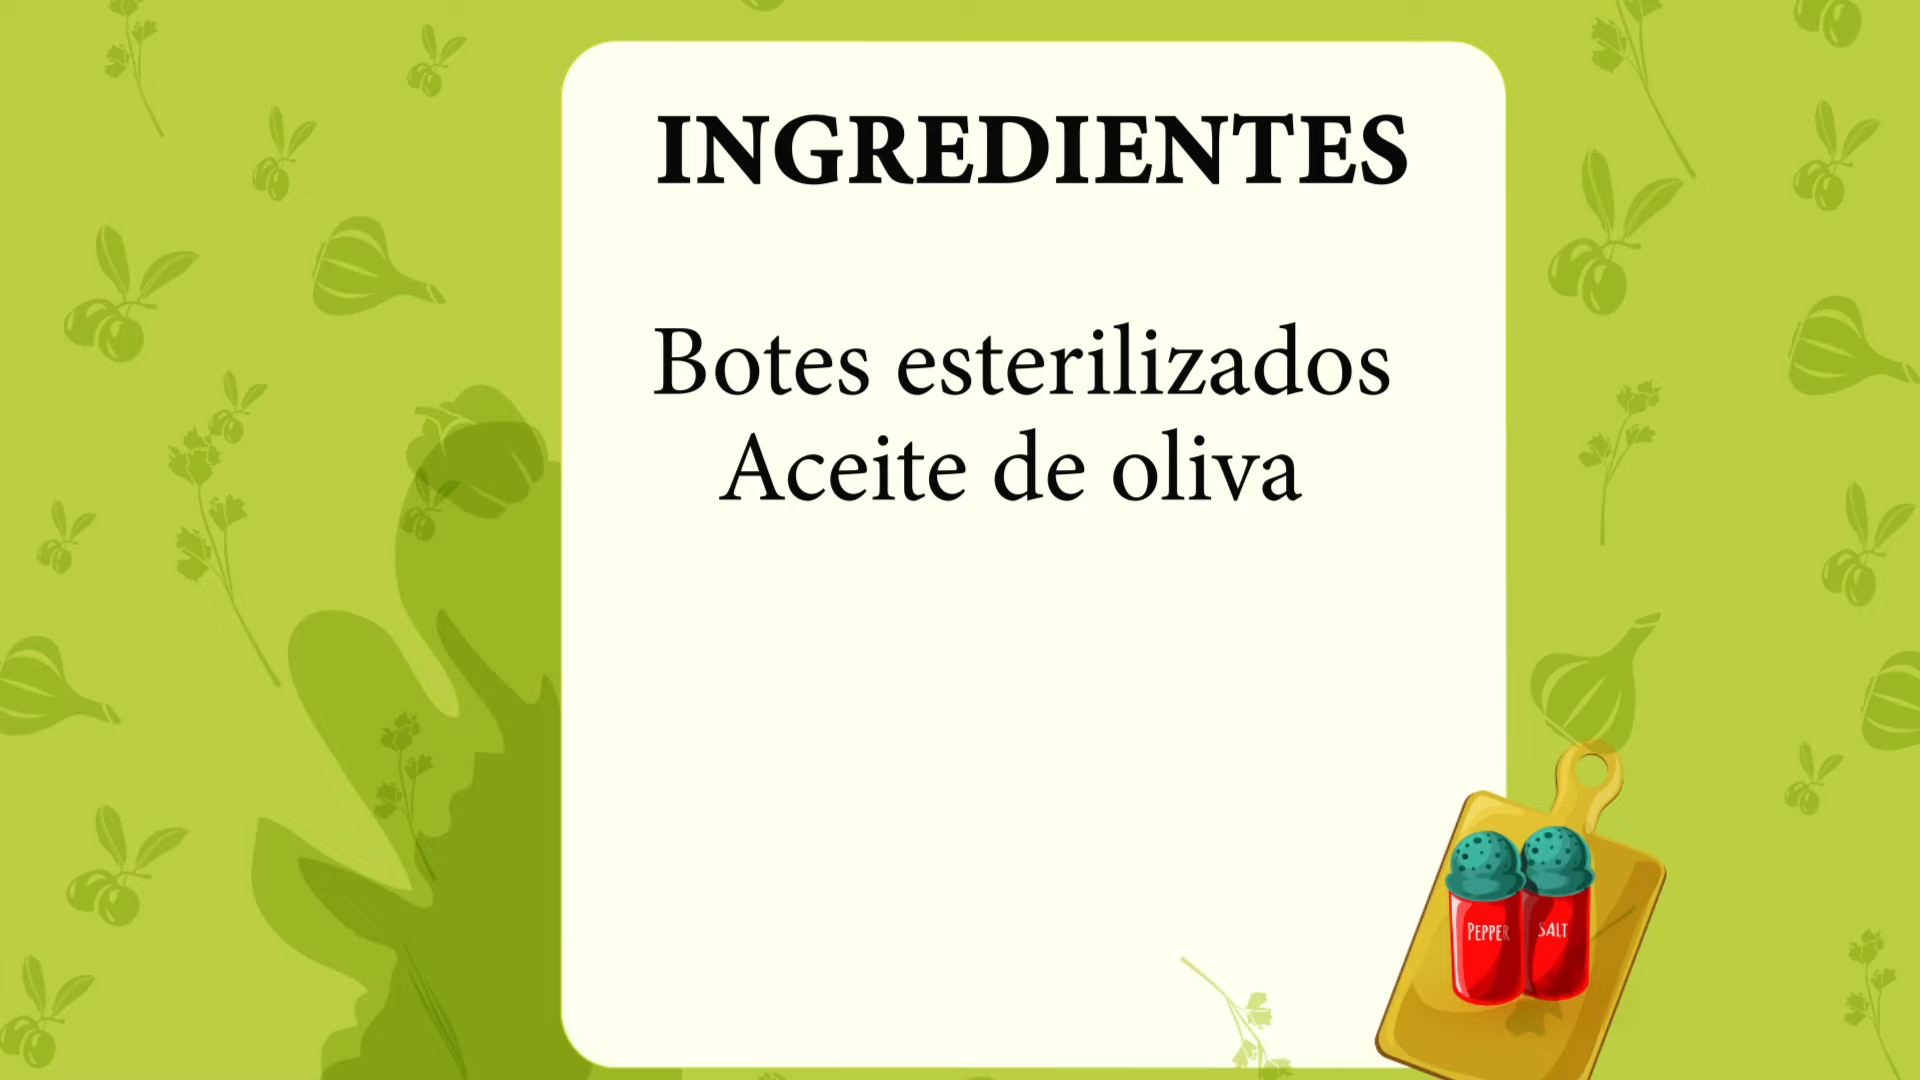 INGREDIENTES
Botes esterilizados
Aceite de oliva
PEPPER
SALT